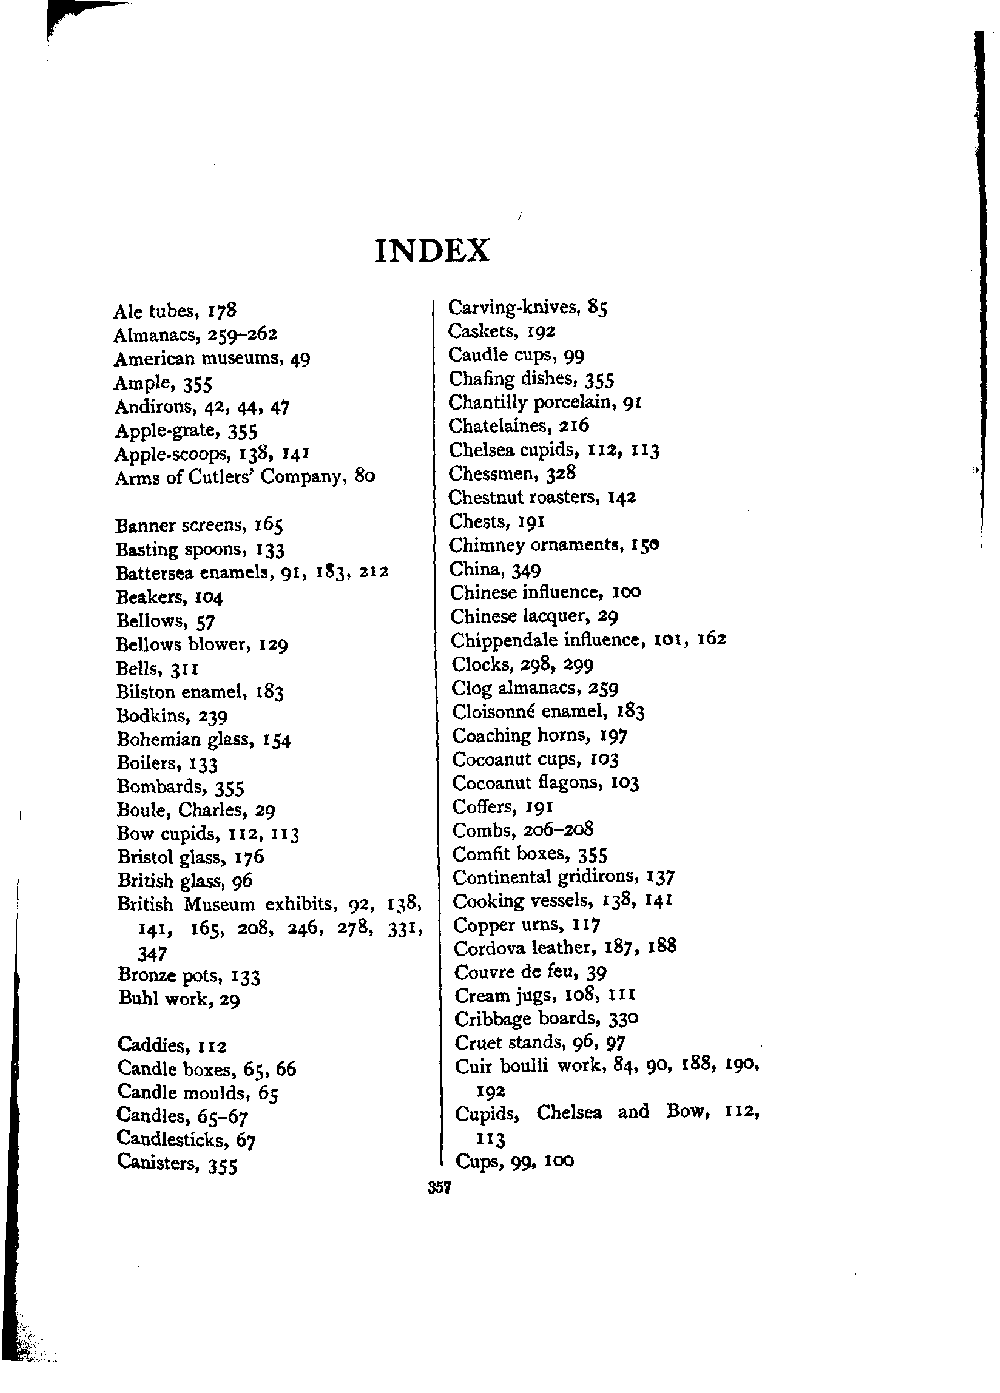 INDEX
Ale tubes, 178
Almanacs, 259–262
American museums, 49
Ample, 355
Andirons, 42, 44, 47
Apple-grate, 355
Apple-scoops, 138, 141
Arms of Cutlers' Company, 80
Banner screens, 165
Basting spoons, 133
Battersea enamels, 91, 183, 212
Beakers, 104
Bellows, 57
Bellows blower, 129
Bells, 311
Bilston enamel, 183
Bodkins, 239
Bohemian glass, 154
Boilers, 133
Bombards, 355
Boule, Charles, 29
Bow cupids, 112, 113
Bristol glass, 176
British glass, 96
British Museum exhibits, 92, 138,
141, 165, 208, 246, 278, 331,
347
Bronze pots, 133
Buhl work, 29
Caddies, 112
Candle boxes, 65, 66
Candle moulds, 65
Candles, 65–67
Candlesticks, 67
Canisters, 355
Carving-knives, 85
Caskets, 192
Caudle cups, 99
Chafing dishes, 355
Chantilly porcelain, 91
Chatelaines, 216
Chelsea cupids, 112, 113
Chessmen, 328
Chestnut roasters, 142
Chests, 191
Chimney ornaments, 150
China, 349
Chinese influence, 100
Chinese lacquer, 29
Chippendale influence, 101, 162
Clocks, 298, 299
Clog almanacs, 259
Cloisonné enamel, 183
Coaching horns, 197
Cocoanut cups, 103
Cocoanut flagons, 103
Coffers, 191
Combs, 206–208
Comfit boxes, 355
Continental gridirons, 137
Cooking vessels, 138, 141
Copper urns, 117
Cordova leather, 187, 188
Couvre de feu, 39
Cream jugs, 108, 111
Cribbage boards, 330
Cruet stands, 96, 97
Cuir boulli work, 84, 90, 188, 190,
192
Cupids, Chelsea and Bow, 112,
113
Cups, 99, 100
357